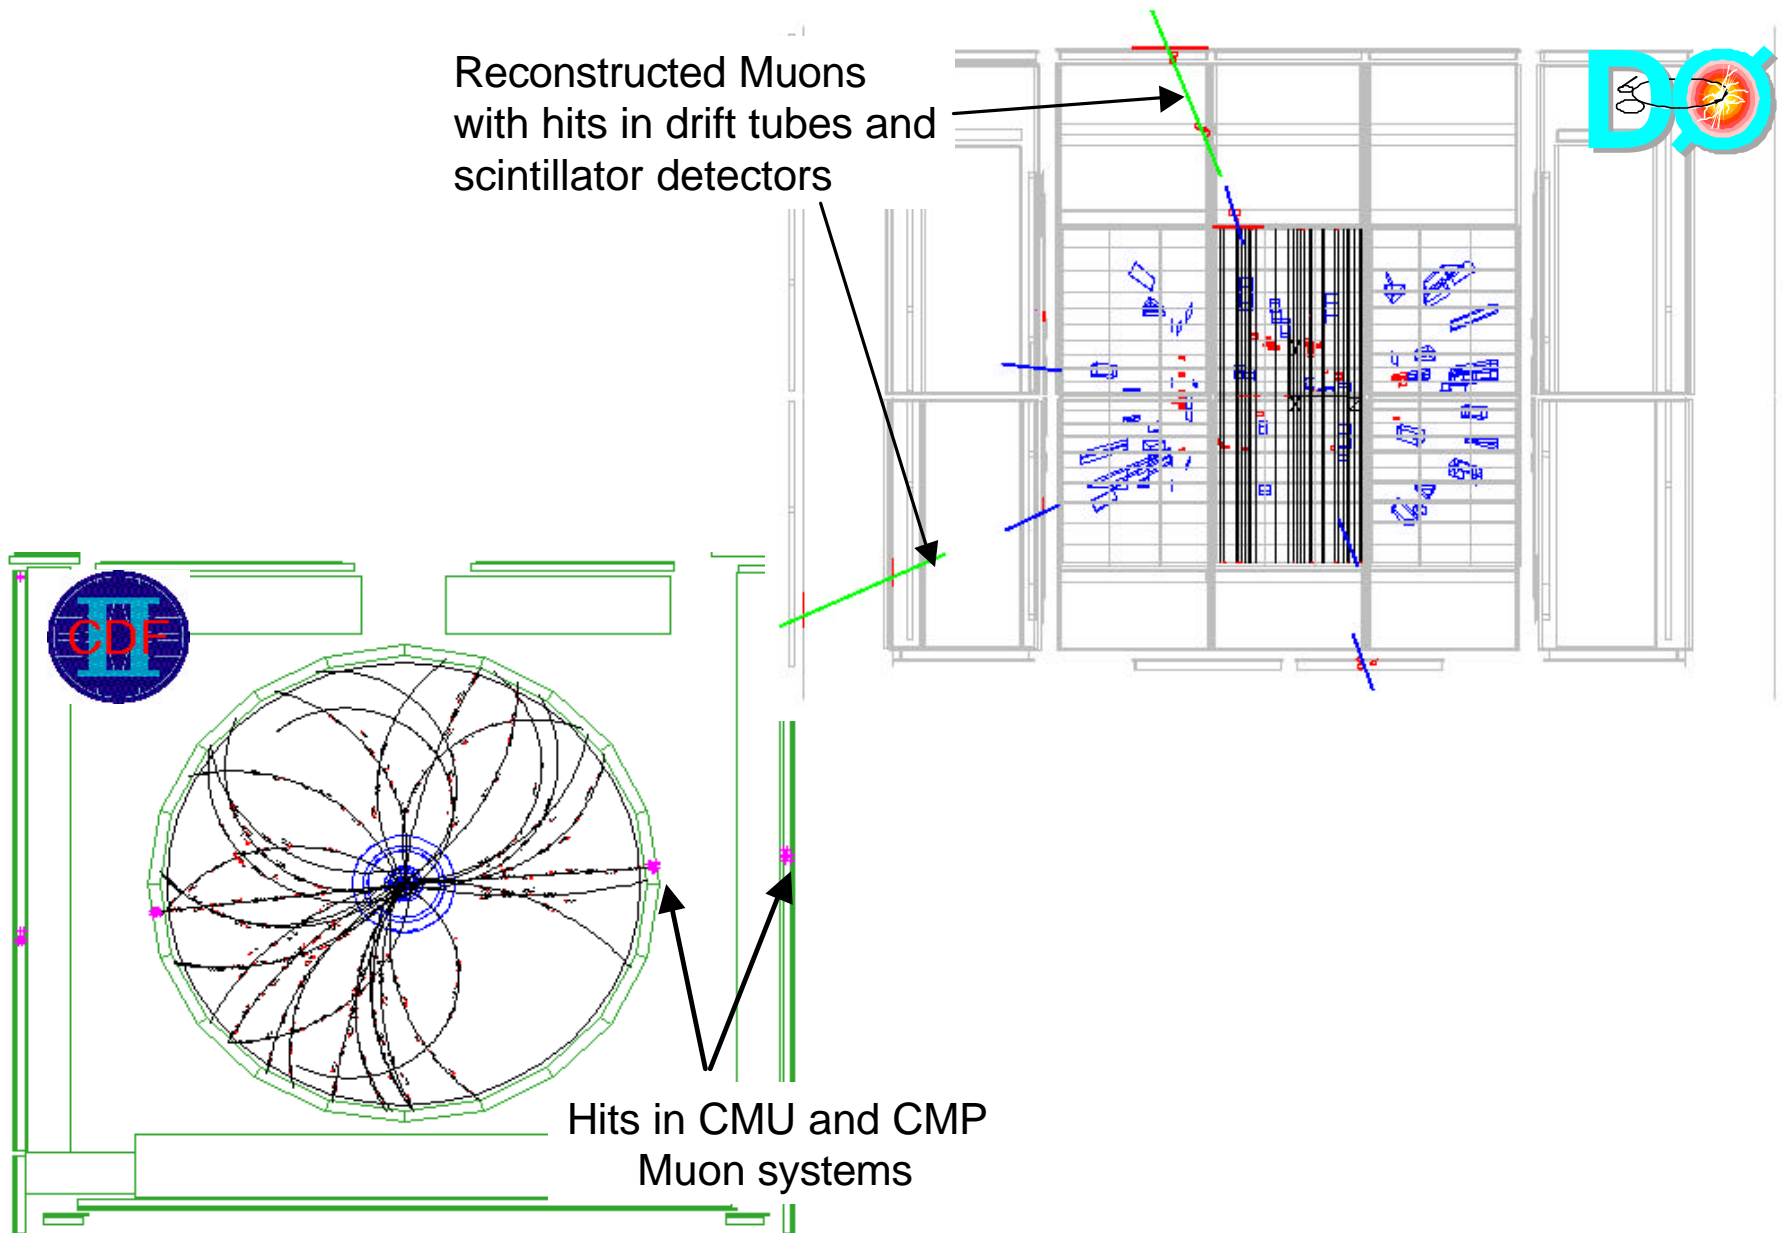 Reconstructed Muons
with hits in drift tubes and
scintillator detectors
DØ
CDF
II
Hits in CMU and CMP
Muon systems